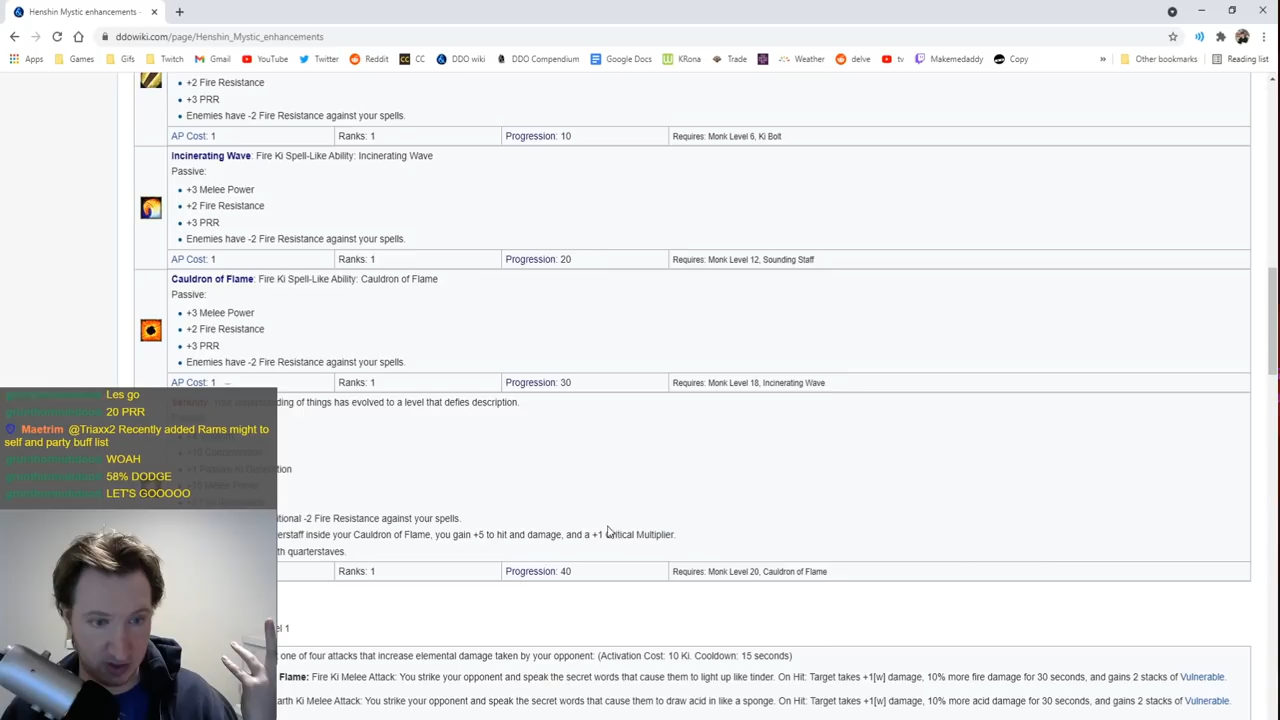 Henshin Mystic enhancements -
ddowiki.com/page/Henshin_Mystic_enhancements
Apps Games Gifs Twitch Gmail YouTube Twitter Reddit CC DDO wiki DDO Compendium Google Docs KRona Trade Weather delve tv Makemedaddy Copy » Other bookmarks Reading list
+2 Fire Resistance
+3 PRR
Enemies have -2 Fire Resistance against your spells.
AP Cost: 1 Ranks: 1 Progression: 10 Requires: Monk Level 6, Ki Bolt
Incinerating Wave: Fire Ki Spell-Like Ability: Incinerating Wave
Passive:
+3 Melee Power
+2 Fire Resistance
+3 PRR
Enemies have -2 Fire Resistance against your spells.
AP Cost: 1 Ranks: 1 Progression: 20 Requires: Monk Level 12, Sounding Staff
Cauldron of Flame: Fire Ki Spell-Like Ability: Cauldron of Flame
Passive:
+3 Melee Power
+2 Fire Resistance
+3 PRR
Enemies have -2 Fire Resistance against your spells.
AP Cost: 1 Ranks: 1 Progression: 30 Requires: Monk Level 18, Incinerating Wave
of things has evolved to a level that defies description.
-2 Fire Resistance against your spells.
inside your Cauldron of Flame, you gain +5 to hit and damage, and a +1 Critical Multiplier.
quarterstaves.
Ranks: 1 Progression: 40 Requires: Monk Level 20, Cauldron of Flame
Les go
20 PRR
Maetrim @Triaxx2 Recently added Rams might to
self and party buff list
WOAH
58% DODGE
LET'S GOOOOO
1
one of four attacks that increase elemental damage taken by your opponent: (Activation Cost: 10 Ki. Cooldown: 15 seconds)
Flame: Fire Ki Melee Attack: You strike your opponent and speak the secret words that cause them to light up like tinder. On Hit: Target takes +1[w] damage, 10% more fire damage for 30 seconds, and gains 2 stacks of Vulnerable.
Ki Melee Attack: You strike your opponent and speak the secret words that cause them to draw acid in like a sponge. On Hit: Target takes +1[w] damage, 10% more acid damage for 30 seconds, and gains 2 stacks of Vulnerable.